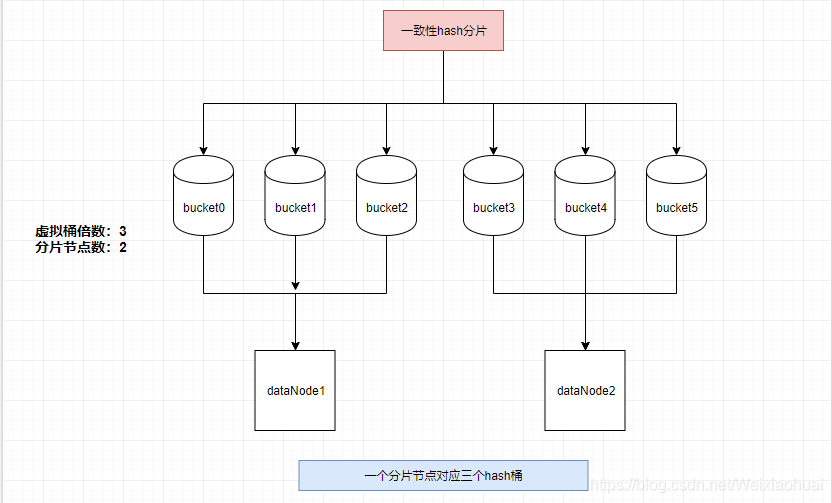 一致性hash分片
bucket0
bucket1
bucket2
bucket3
bucket4
bucket5
虚拟桶倍数：3
分片节点数：2
dataNode1
dataNode2
一个分片节点对应三个hash桶
https://blog.csdn.net/Weixiaohuai